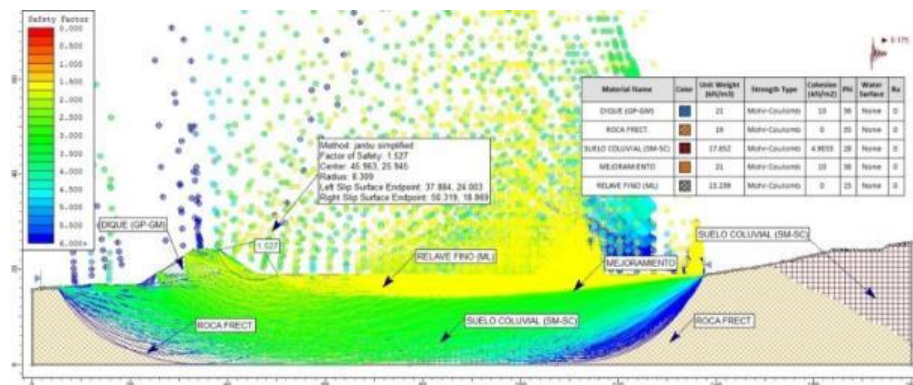 Safety Factor
0.000
0.500
1.000
1.500
2.000
2.500
3.000
3.500
4.000
4.500
5.000
5.500
6.000+
0.175
Material Name Color Unit Weight (kN/m3) Strength Type Cohesion (kN/m2) Phi Water Surface Ru
DIQUE (GP-GM) 21 Mohr-Coulomb 10 36 None 0
ROCA FRECT. Mohr-Coulomb 0 None 0
SUELO COLUVIAL (SM-SC) 17.652 Mohr-Coulomb 4.9033 28 None 0
MEJORAMIENTO 21 Mohr-Coulomb 10 36 None 0
RELAVE FINO (ML) 13.239 Mohr-Coulomb 0 15 None 0
Method: janbu simplified
Factor of Safety: 1.527
Center: 45.963, 25.945
Radius: 8.309
Left Slip Surface Endpoint: 37.884, 24.003
Right Slip Surface Endpoint: 50.319, 18.869
DIQUE (GP-GM)
1.527
SUELO COLUVIAL (SM-SC)
RELAVE FINO (ML)
MEJORAMIENTO
ROCA FRECT.
SUELO COLUVIAL (SM-SC)
ROCA FRECT.